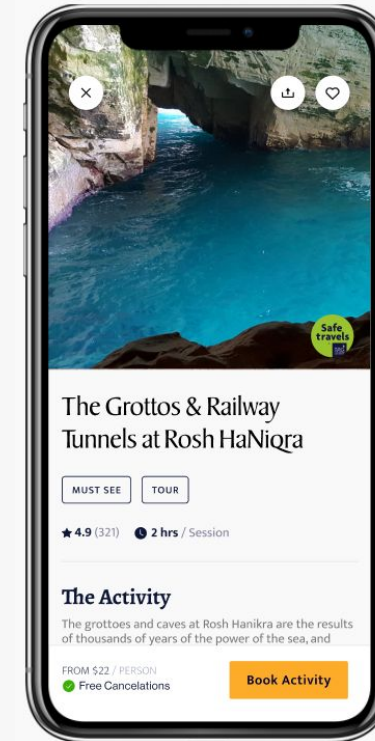 Safe
travels
The Grottos & Railway
Tunnels at Rosh HaNiqra
MUST SEE
TOUR
4.9 (321) 2 hrs / Session
The Activity
The grottoes and caves at Rosh Hanikra are the results
of thousands of years of the power of the sea, and
FROM $22 / PERSON
Free Cancelations
Book Activity